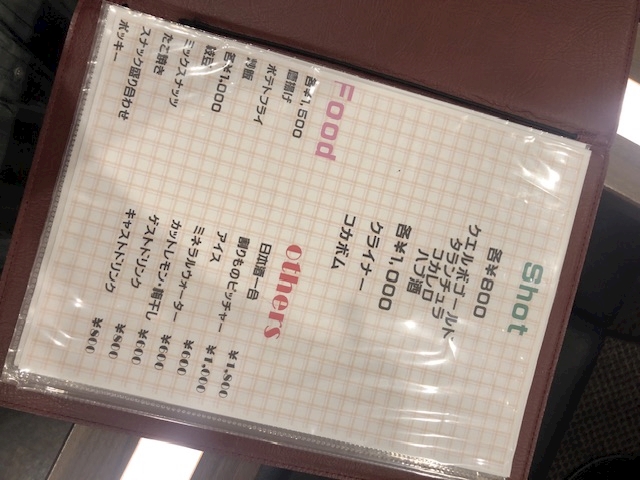 Shot
各¥800
クエルボゴールド
タランチュラ
コカレロ
ハブ酒
各¥1,000
クライナー
コカボム
Food
各¥1,500
唐揚げ
ポテトフライ
各¥1,000
枝豆
ミックスナッツ
たこ焼き
スナック盛り合わせ
ポッキー
Others
日本酒一合 ¥1,800
割りものピッチャー ¥1,000
アイス ¥600
ミネラルウォーター ¥600
カットレモン・梅干し ¥600
ゲストドリンク ¥800
キャストドリンク ¥800